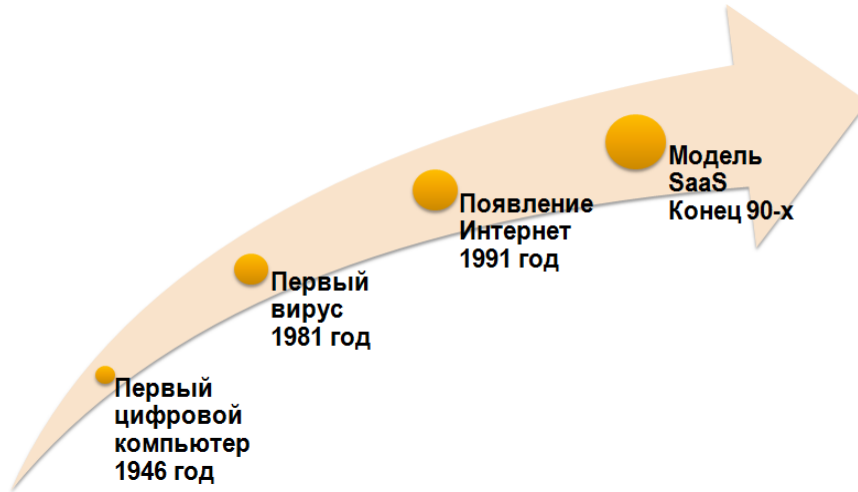 Первый
цифровой
компьютер
1946 год
Первый
вирус
1981 год
Появление
Интернет
1991 год
Модель
SaaS
Конец 90-х